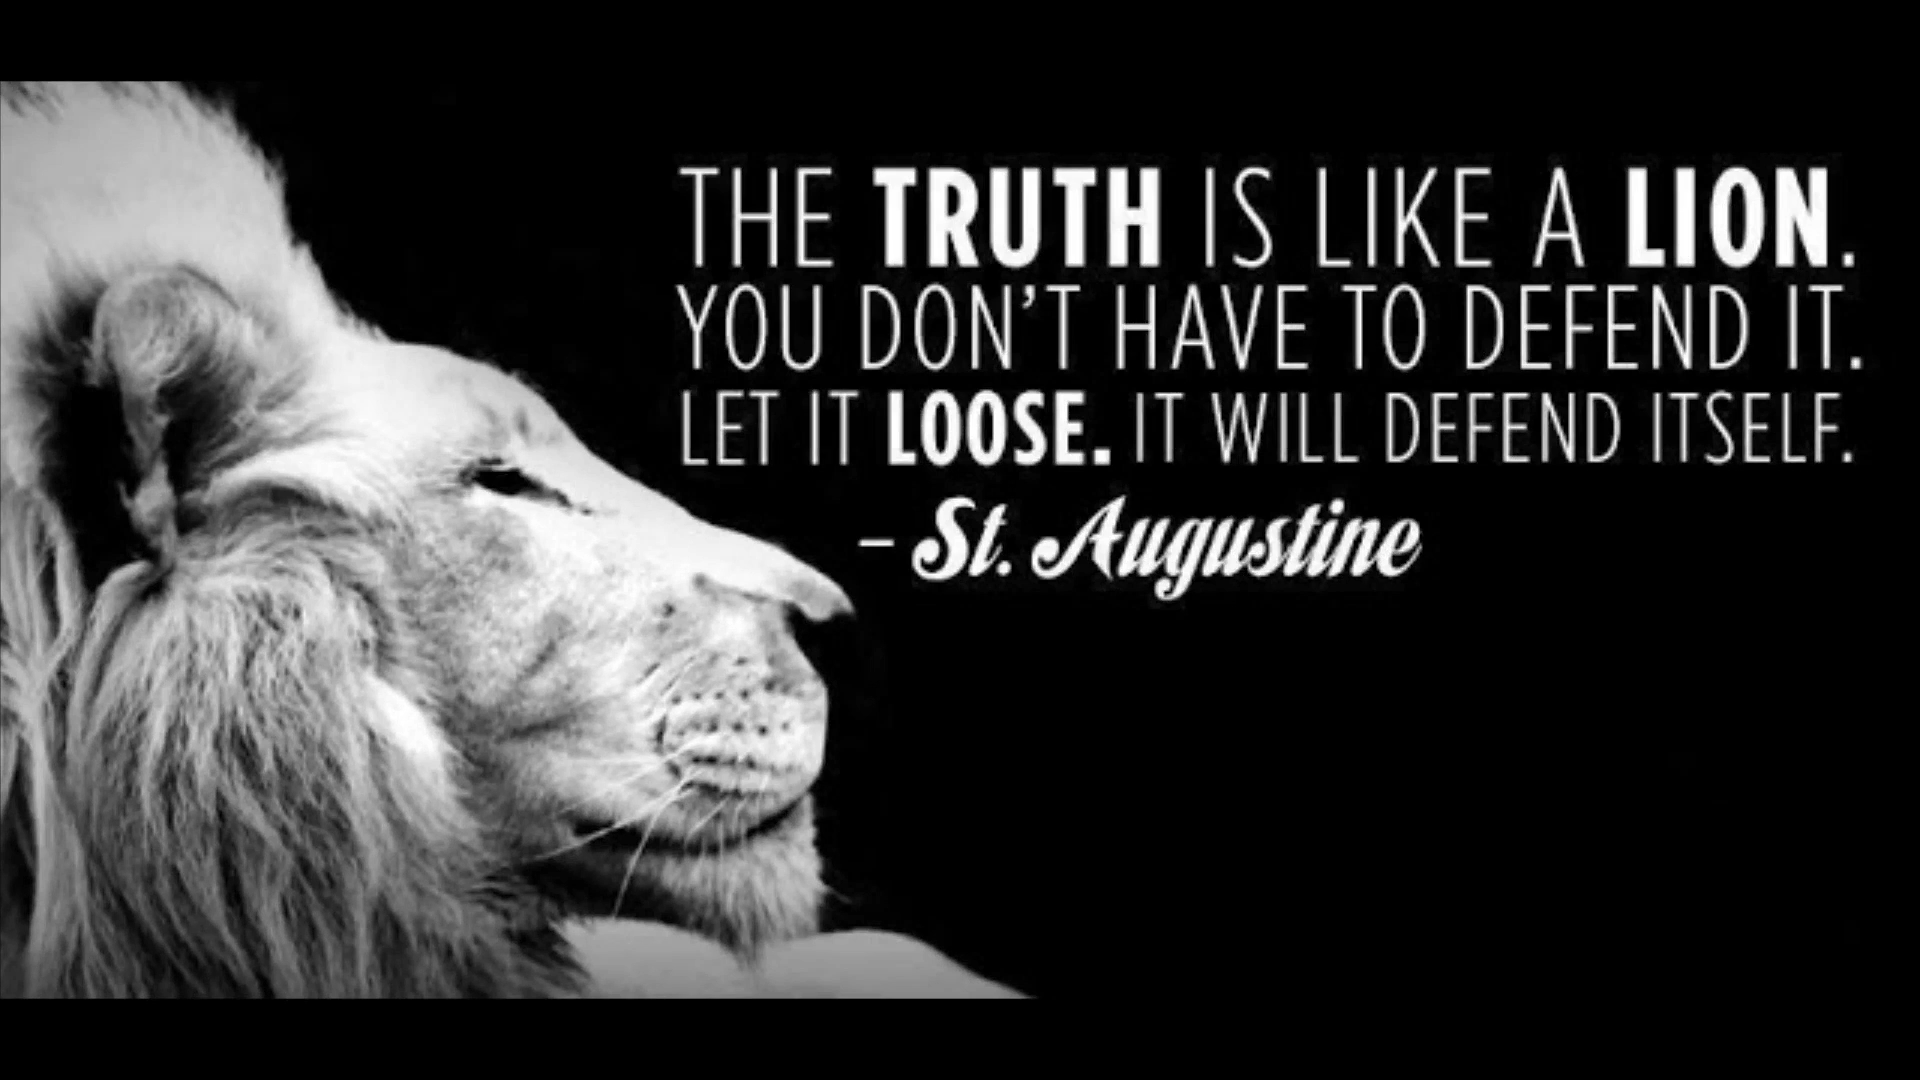 THE TRUTH IS LIKE A LION.
YOU DON'T HAVE TO DEFEND IT.
LET IT LOOSE. IT WILL DEFEND ITSELF.
– St. Augustine